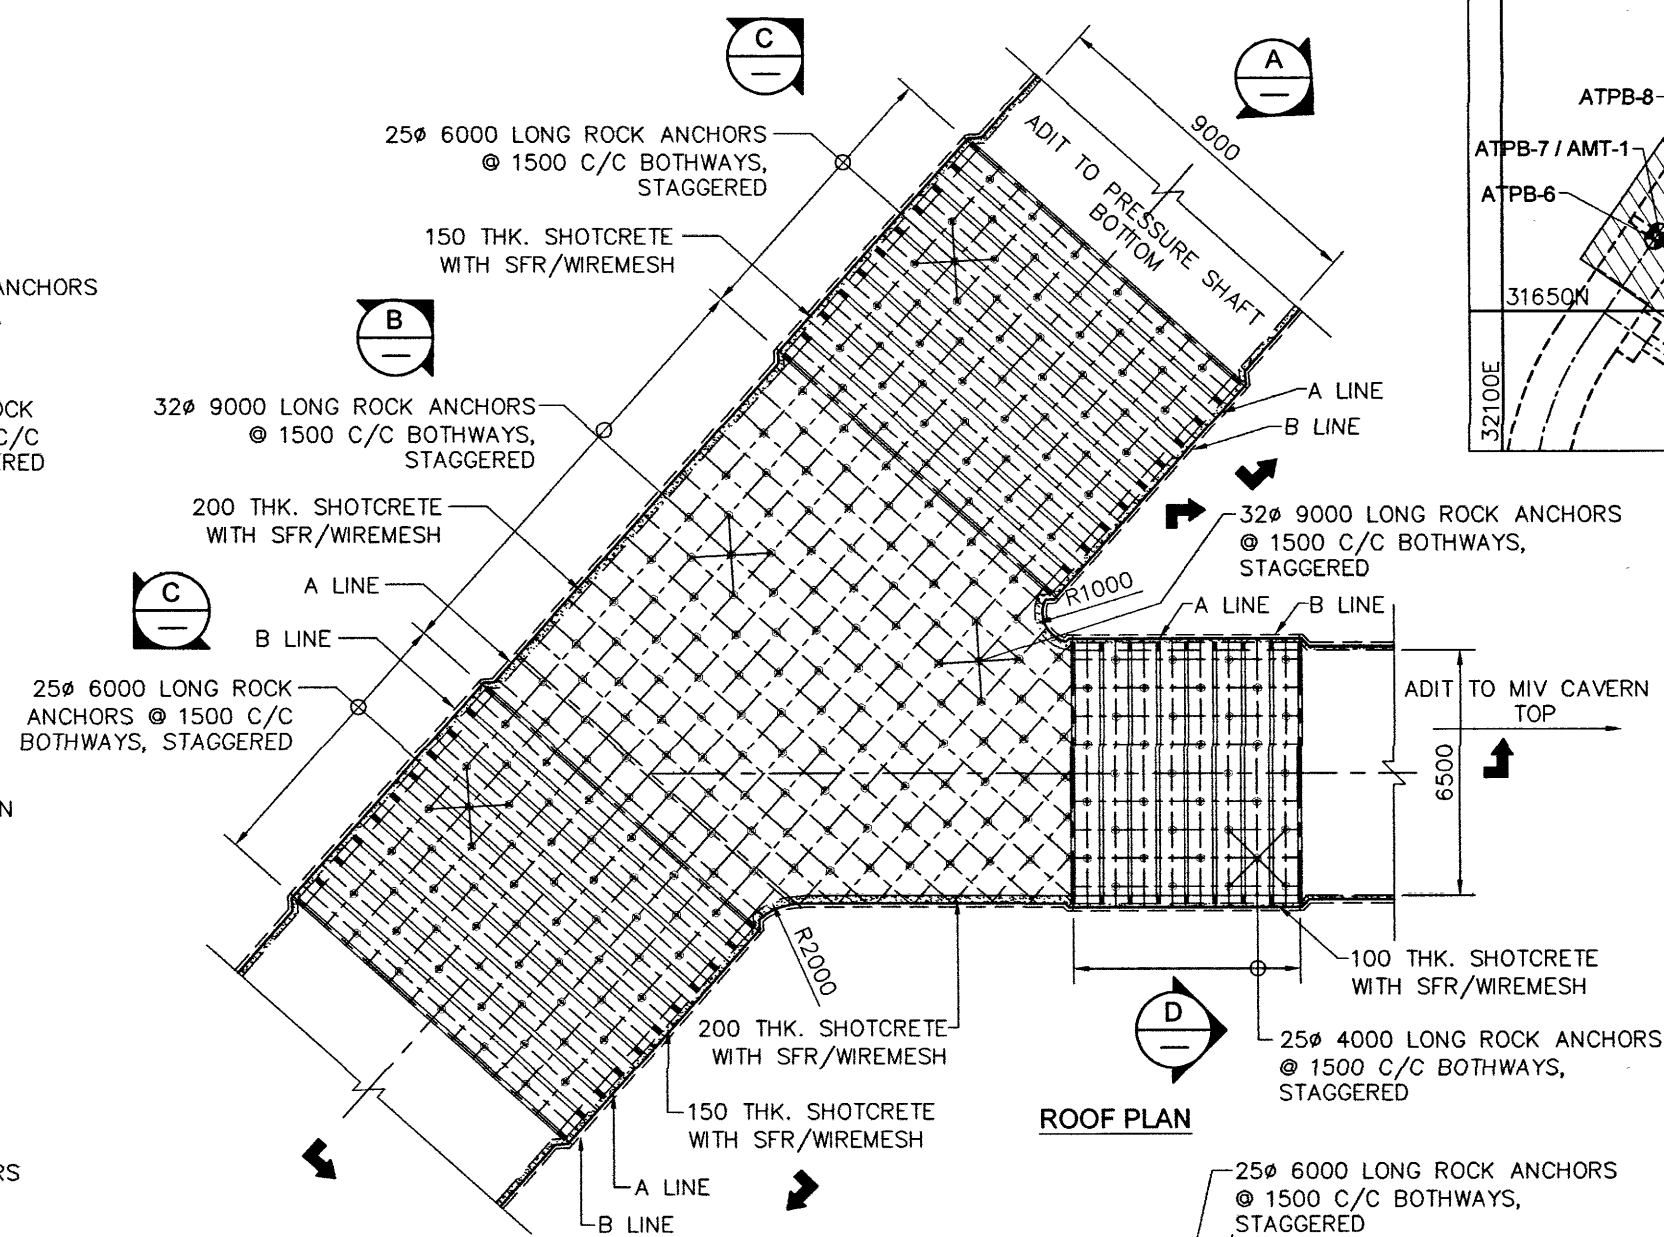 C
A
25ø 6000 LONG ROCK ANCHORS
@ 1500 C/C BOTHWAYS,
STAGGERED
150 THK. SHOTCRETE
WITH SFR/WIREMESH
ADIT TO PRESSURE SHAFT
BOTTOM
9000
ATPB-8
ATPB-7 / AMT-1
ATPB-6
31650N
32100E
ANCHORS
B
32ø 9000 LONG ROCK ANCHORS
@ 1500 C/C BOTHWAYS,
STAGGERED
A LINE
B LINE
C/C
200 THK. SHOTCRETE
WITH SFR/WIREMESH
32ø 9000 LONG ROCK ANCHORS
@ 1500 C/C BOTHWAYS,
STAGGERED
C
A LINE
B LINE
R1000
A LINE
B LINE
25ø 6000 LONG ROCK
ANCHORS @ 1500 C/C
BOTHWAYS, STAGGERED
ADIT TO MIV CAVERN
TOP
6500
R2000
100 THK. SHOTCRETE
WITH SFR/WIREMESH
200 THK. SHOTCRETE
WITH SFR/WIREMESH
D
25ø 4000 LONG ROCK ANCHORS
@ 1500 C/C BOTHWAYS,
STAGGERED
150 THK. SHOTCRETE
WITH SFR/WIREMESH
ROOF PLAN
A LINE
B LINE
25ø 6000 LONG ROCK ANCHORS
@ 1500 C/C BOTHWAYS,
STAGGERED